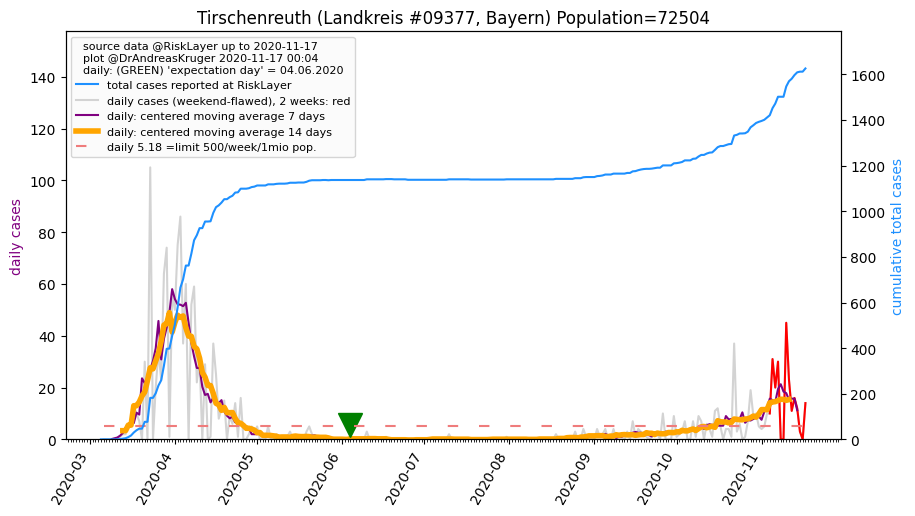 Tirschenreuth (Landkreis #09377, Bayern) Population=72504
source data @RiskLayer up to 2020-11-17
plot @DrAndreasKruger 2020-11-17 00:04
daily: (GREEN) 'expectation day' = 04.06.2020
total cases reported at RiskLayer
daily cases (weekend-flawed), 2 weeks: red
daily: centered moving average 7 days
daily: centered moving average 14 days
daily 5.18 =limit 500/week/1mio pop.
daily cases
140
120
100
80
60
40
20
0
cumulative total cases
1600
1400
1200
1000
800
600
400
200
0
2020-03
2020-04
2020-05
2020-06
2020-07
2020-08
2020-09
2020-10
2020-11